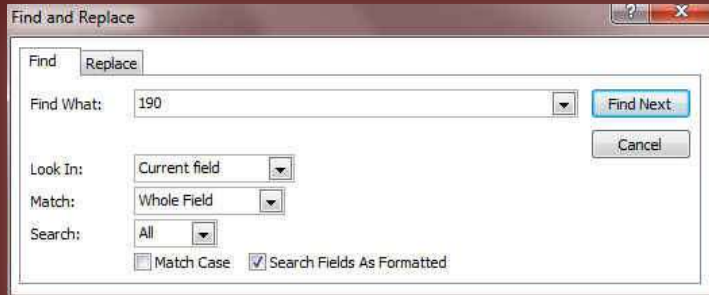 Find and Replace
Find Replace
Find What: 190 Find Next
Cancel
Look In: Current field
Match: Whole Field
Search: All
Match Case Search Fields As Formatted